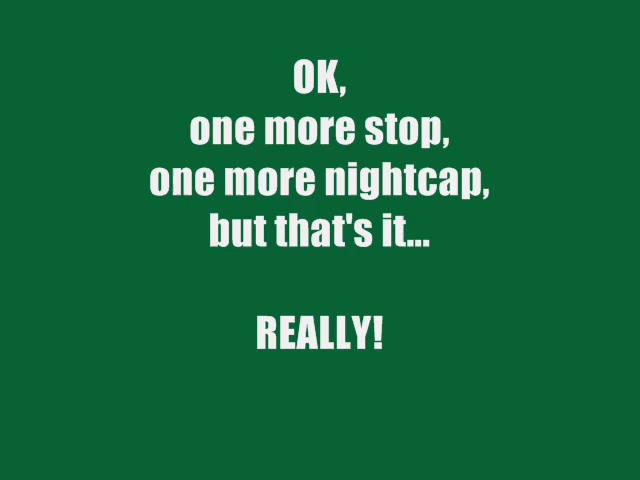 OK,
one more stop,
one more nightcap,
but that's it...
REALLY!